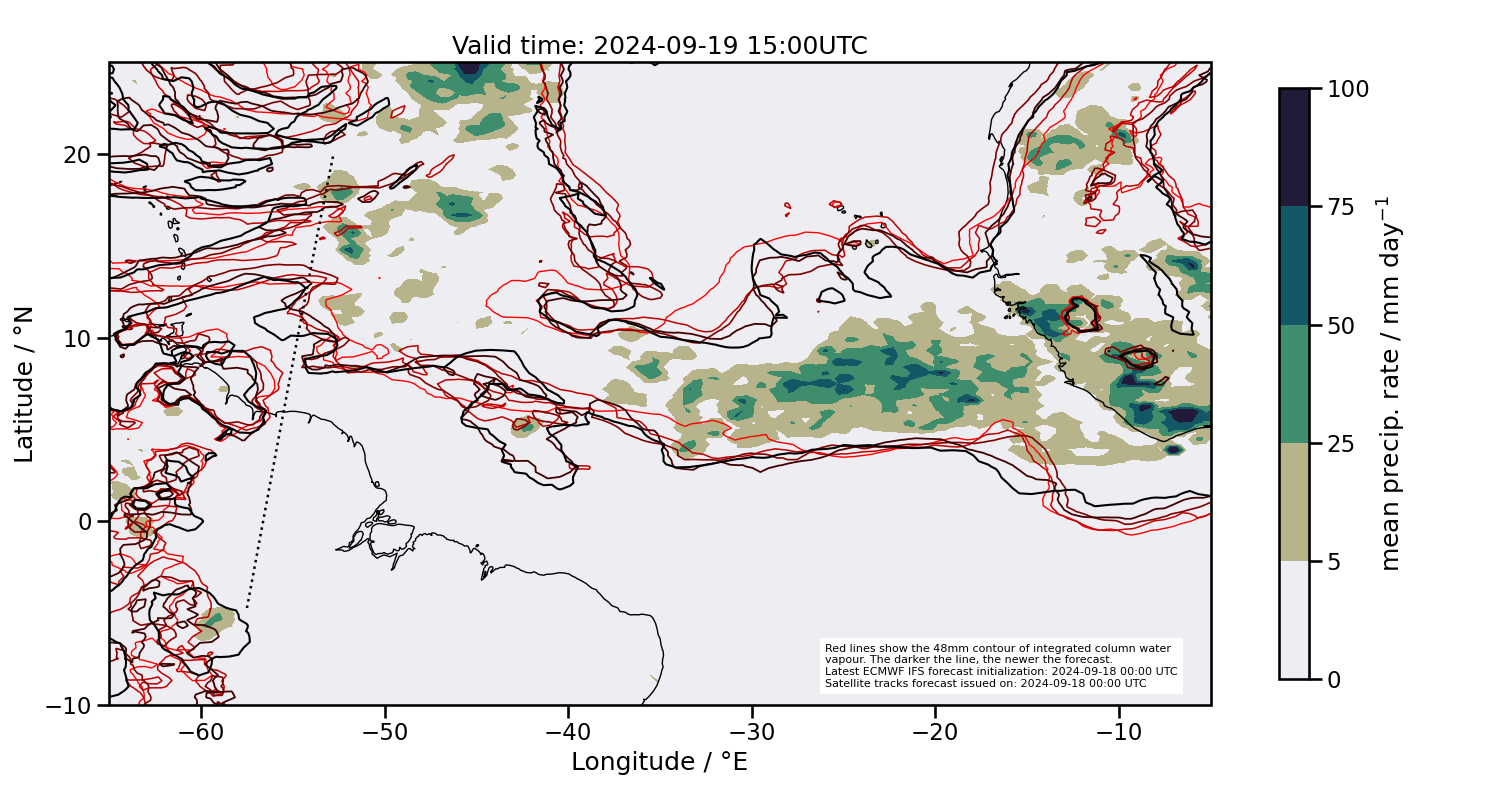 Valid time: 2024-09-19 15:00UTC
20
10
0
−10
Latitude / °N
−60
−50
−40
−30
−20
−10
Longitude / °E
Red lines show the 48mm contour of integrated column water
vapour. The darker the line, the newer the forecast.
Latest ECMWF IFS forecast initialization: 2024-09-18 00:00 UTC
Satellite tracks forecast issued on: 2024-09-18 00:00 UTC
100
75
50
25
5
0
mean precip. rate / mm day⁻¹